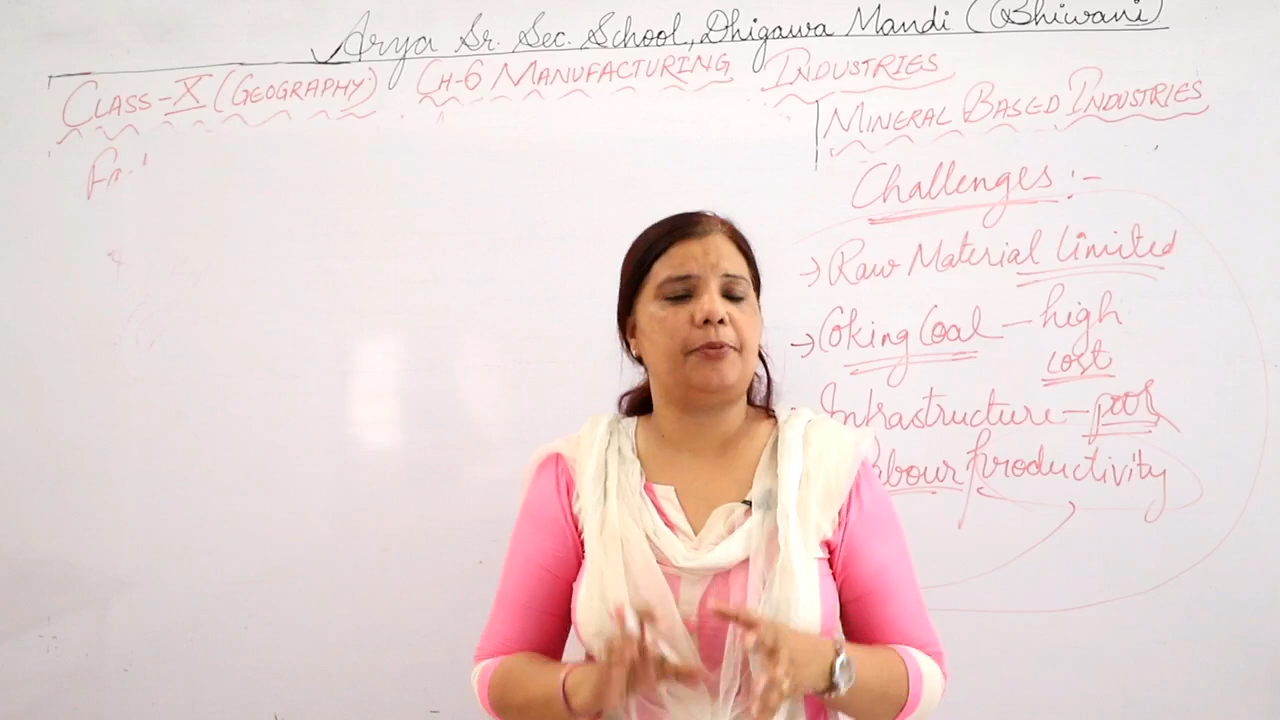 Arya Sr. Sec. School, Dhigawa Mandi (Bhiwani)
CLASS-X (GEOGRAPHY) CH-6 MANUFACTURING INDUSTRIES
MINERAL BASED INDUSTRIES
Challenges :-
→ Raw Material limited
→ Coking Coal - high
cost
Infrastructure - poor
bour productivity